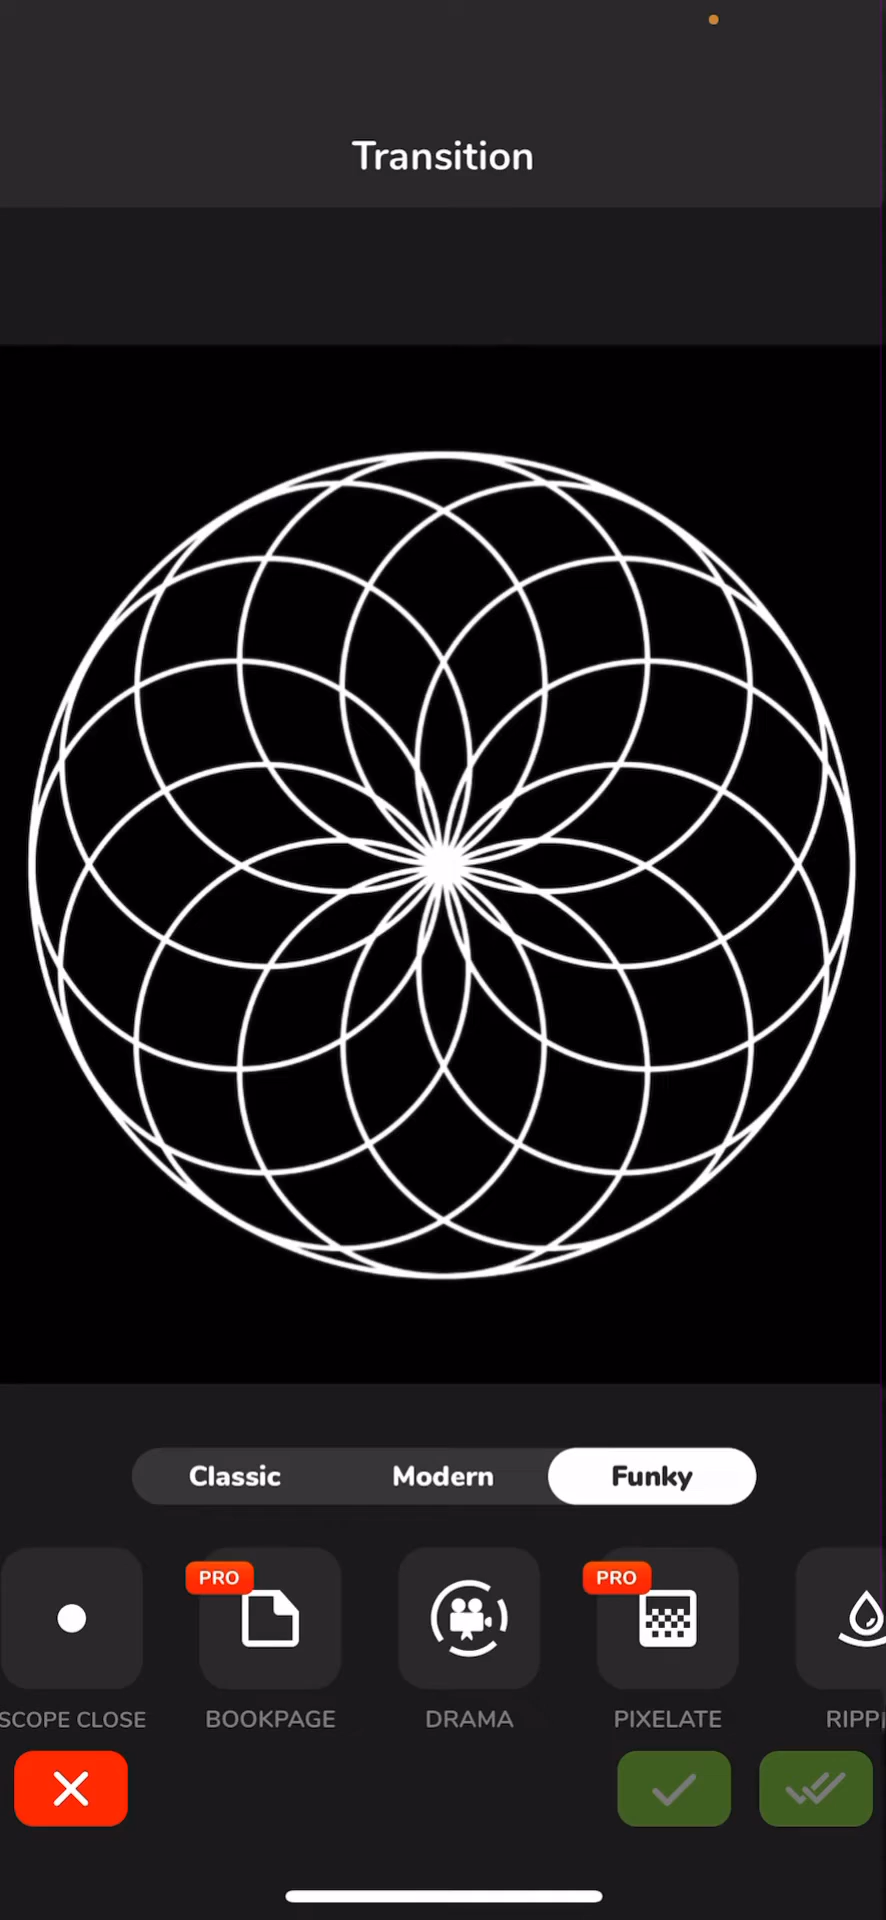 Transition
Classic Modern Funky
PRO PRO
SCOPE CLOSE BOOKPAGE DRAMA PIXELATE